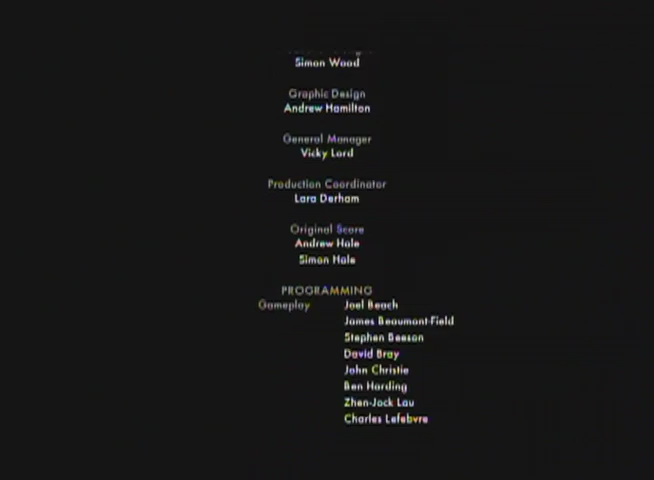 Simon Wood
Graphic Design
Andrew Hamilton
General Manager
Vicky Lord
Production Coordinator
Lara Derham
Original Score
Andrew Hale
Simon Hale
PROGRAMMING
Gameplay Joel Beach
James Beaumont-Field
Stephen Beeson
David Bray
John Christie
Ben Harding
Zhen-Jock Lau
Charles Lefebvre